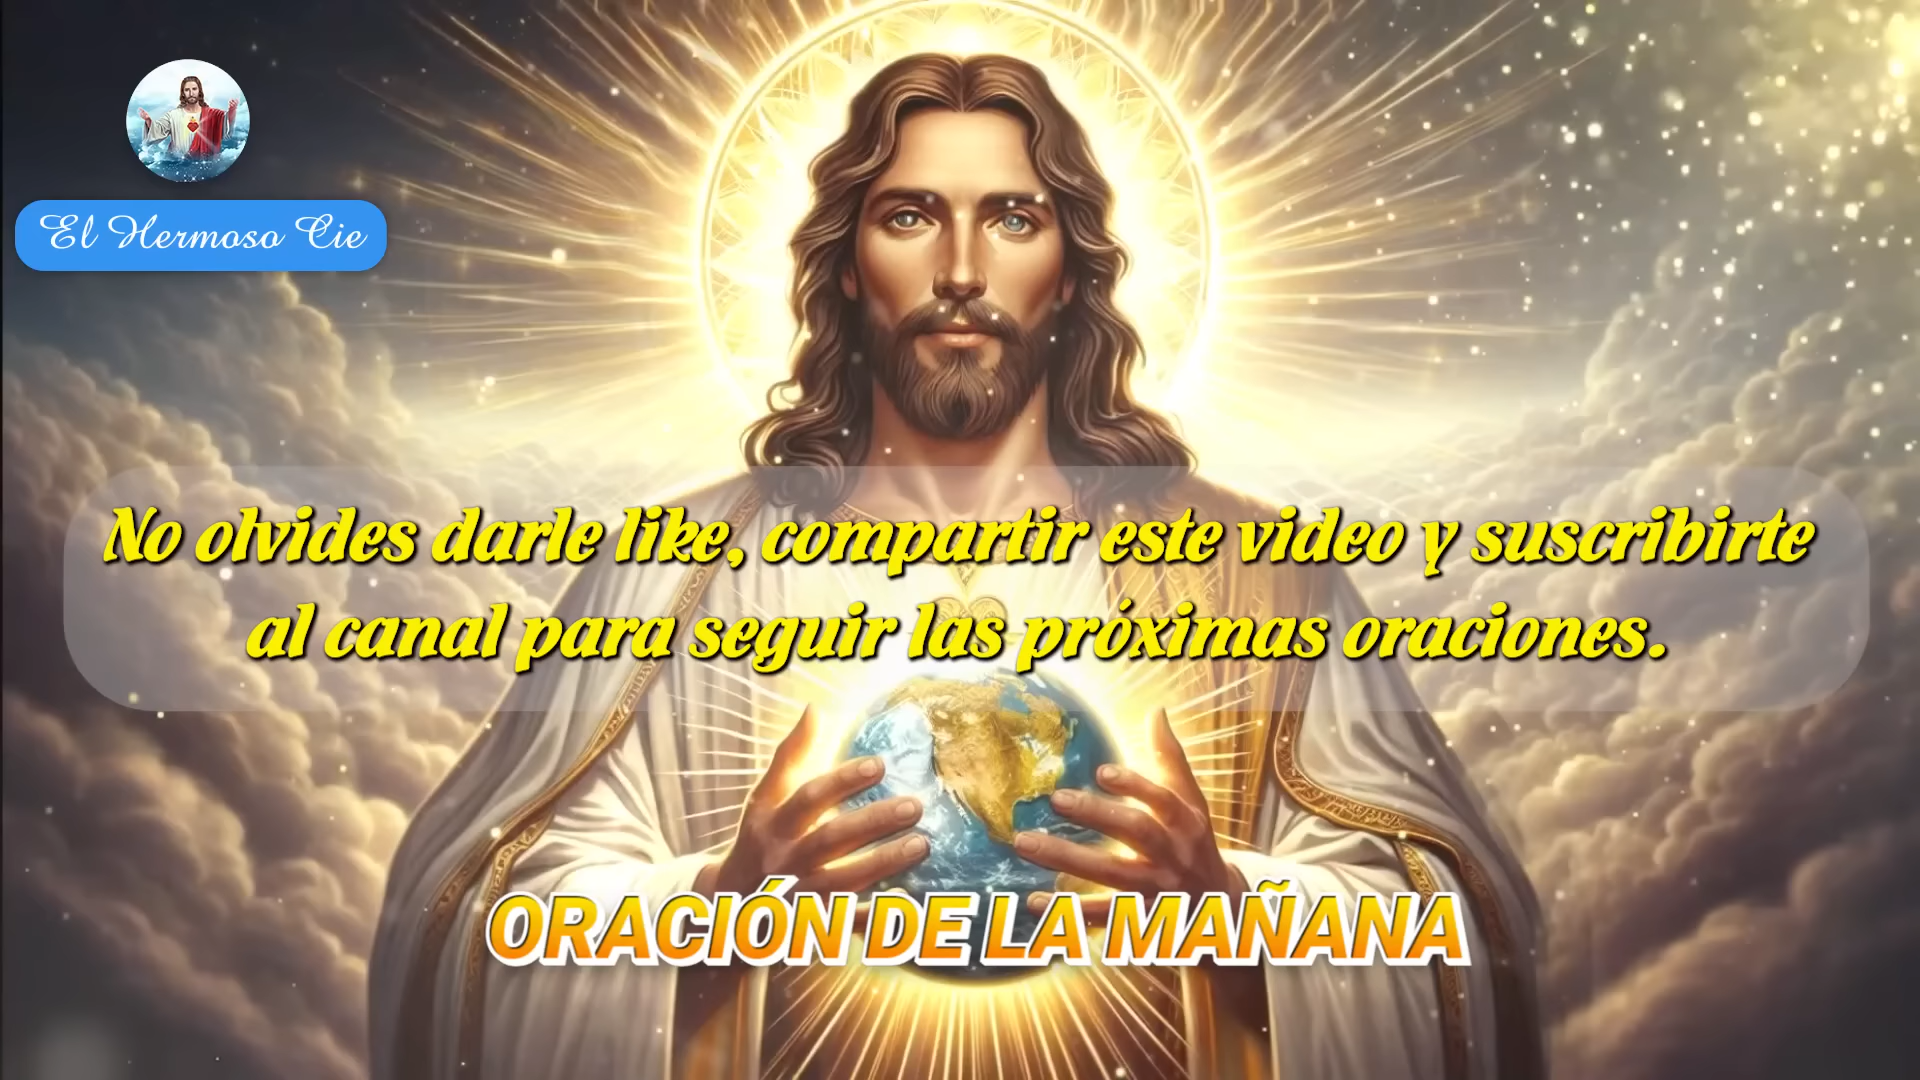 El Hermoso Cie
No olvides darle like, compartir este video y suscribirte
al canal para seguir las próximas oraciones.
ORACIÓN DE LA MAÑANA